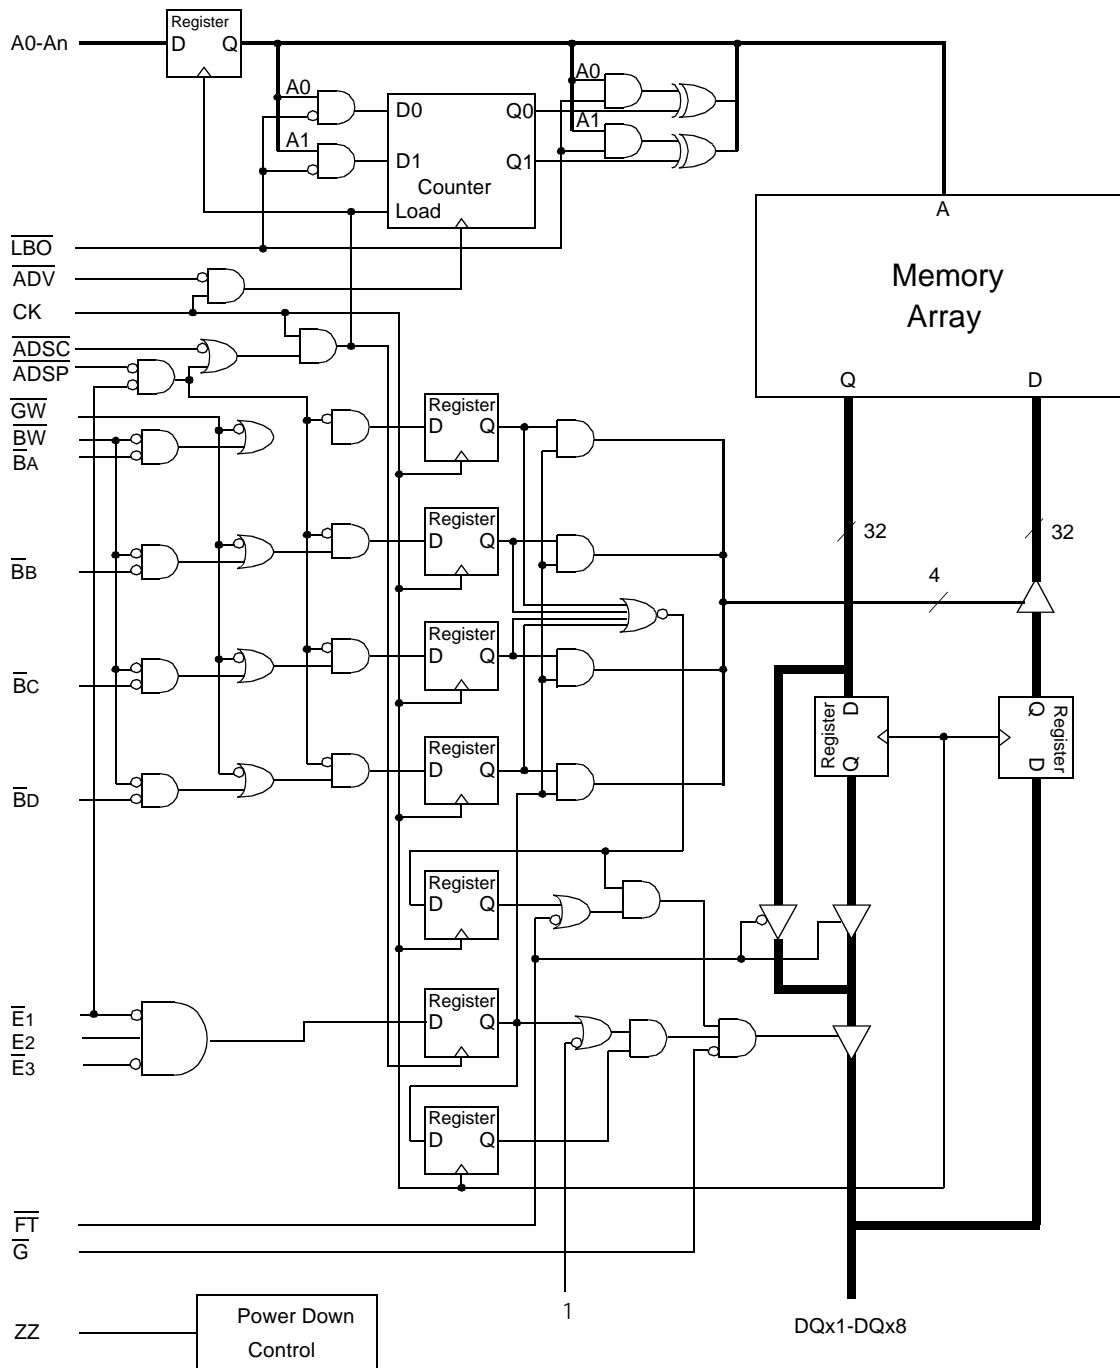 Register
A0-An
D Q
A0
A0
D0 Q0
A1
A1
D1 Q1
Counter
Load
A
LBO
ADV
Memory
Array
CK
ADSC
ADSP
Q D
GW
Register
D Q
BW
BA
Register
D Q
32 32
BB
4
Register
D Q
BC
Register
D
Q
Q
Register
D
Register
D Q
BD
Register
D Q
Register
D Q
E1
E2
E3
Register
D Q
FT
G
1
Power Down
Control
ZZ
DQx1-DQx8